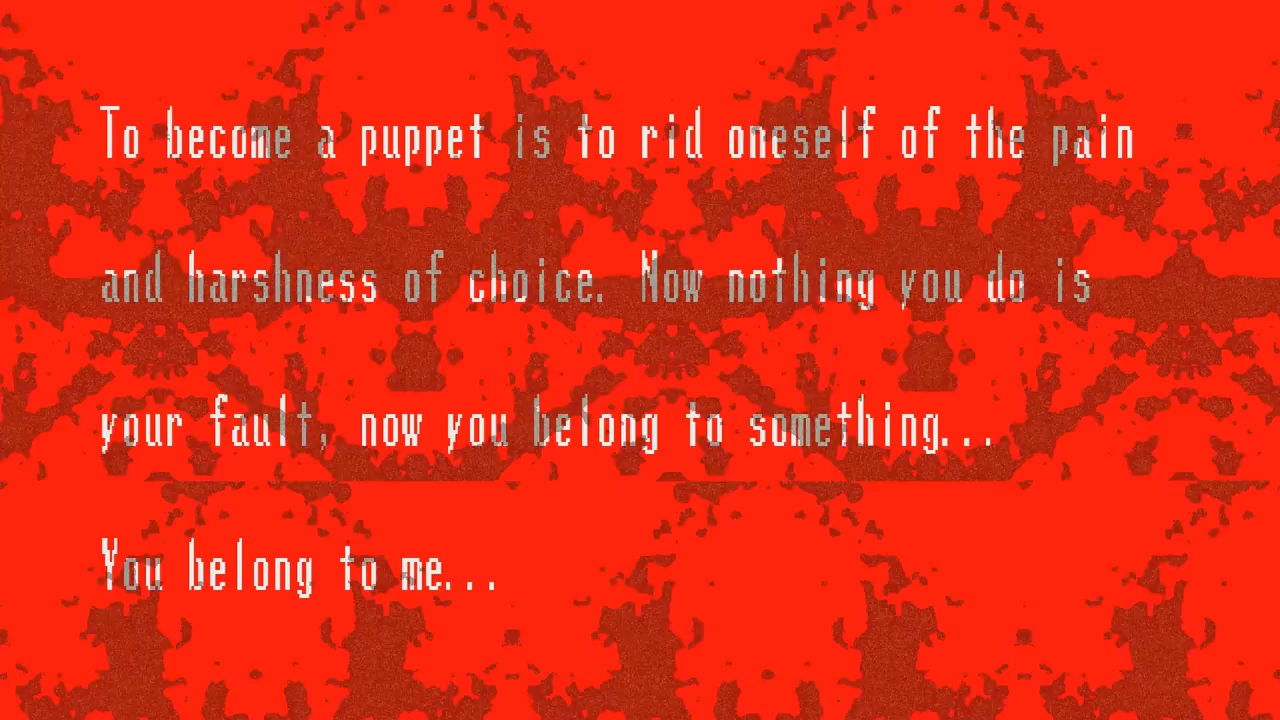 To become a puppet is to rid oneself of the pain
and harshness of choice. Now nothing you do is
your fault, now you belong to something...
You belong to me...